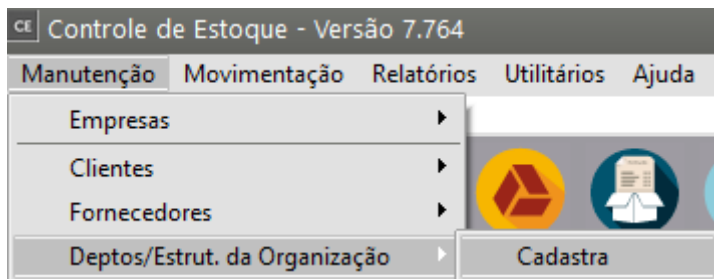 CE Controle de Estoque - Versão 7.764
Manutenção Movimentação Relatórios Utilitários Ajuda
Empresas
Clientes
Fornecedores
Deptos/Estrut. da Organização Cadastra